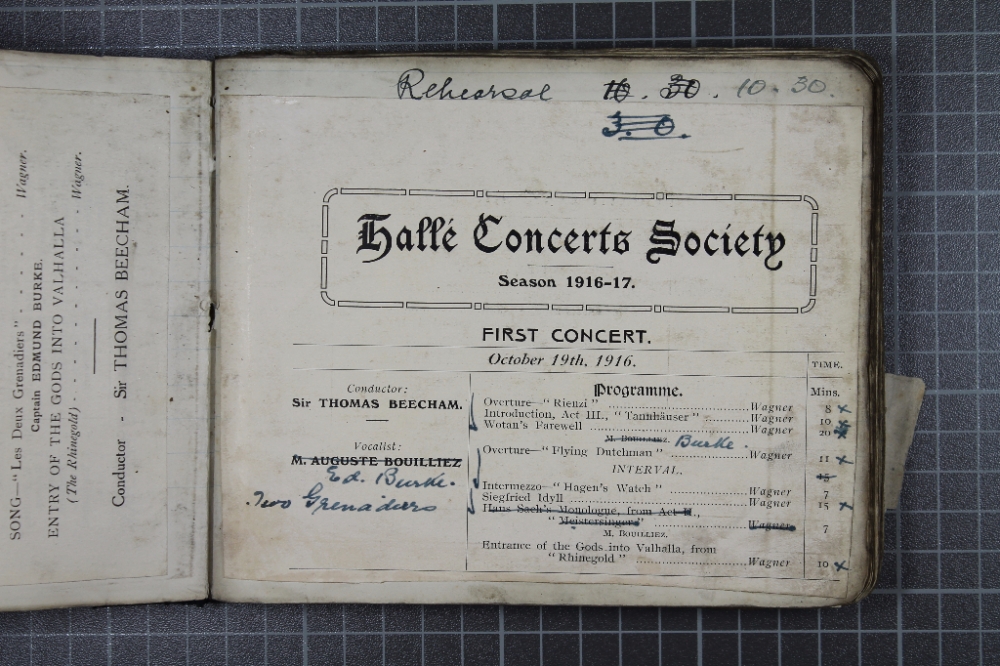 SONG—"Les Deux Grenadiers" . . . . . . Wagner.
Captain EDMUND BURKE.
ENTRY OF THE GODS INTO VALHALLA
(The Rhinegold) - - - - - - - - Wagner.
Conductor - Sir THOMAS BEECHAM.
Rehearsal 10. 30. 10-30.
3. 0.
Hallé Concerts Society
Season 1916-17.
FIRST CONCERT.
October 19th, 1916.
TIME.
Conductor:
Sir THOMAS BEECHAM.
Vocalist:
M. AUGUSTE BOUILLIEZ
Ed. Burke.
Two Grenadiers
Programme. Mins.
Overture—"Rienzi" ........ Wagner 8 x
Introduction, Act III., "Tannhäuser" ........ Wagner 10 x
Wotan's Farewell ........ Wagner 20 x
M. BOUILLIEZ. Burke.
Overture—"Flying Dutchman" ........ Wagner 11 x
INTERVAL. 15
Intermezzo—"Hagen's Watch" ........ Wagner 7
Siegfried Idyll ........ Wagner 15 x
Hans Sach's Monologue, from Act II.,
"Meistersingers" ........ Wagner 7
M. BOUILLIEZ.
Entrance of the Gods into Valhalla, from
"Rhinegold" ........ Wagner 10 x